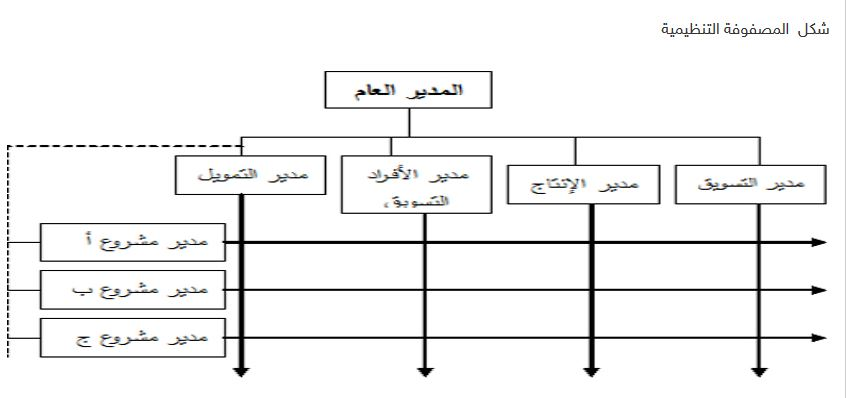 شكل المصفوفة التنظيمية
المدير العام
مدير التسويق
مدير الإنتاج
مدير الأفراد
التسويق،
مدير التمويل
مدير مشروع أ
مدير مشروع ب
مدير مشروع ج